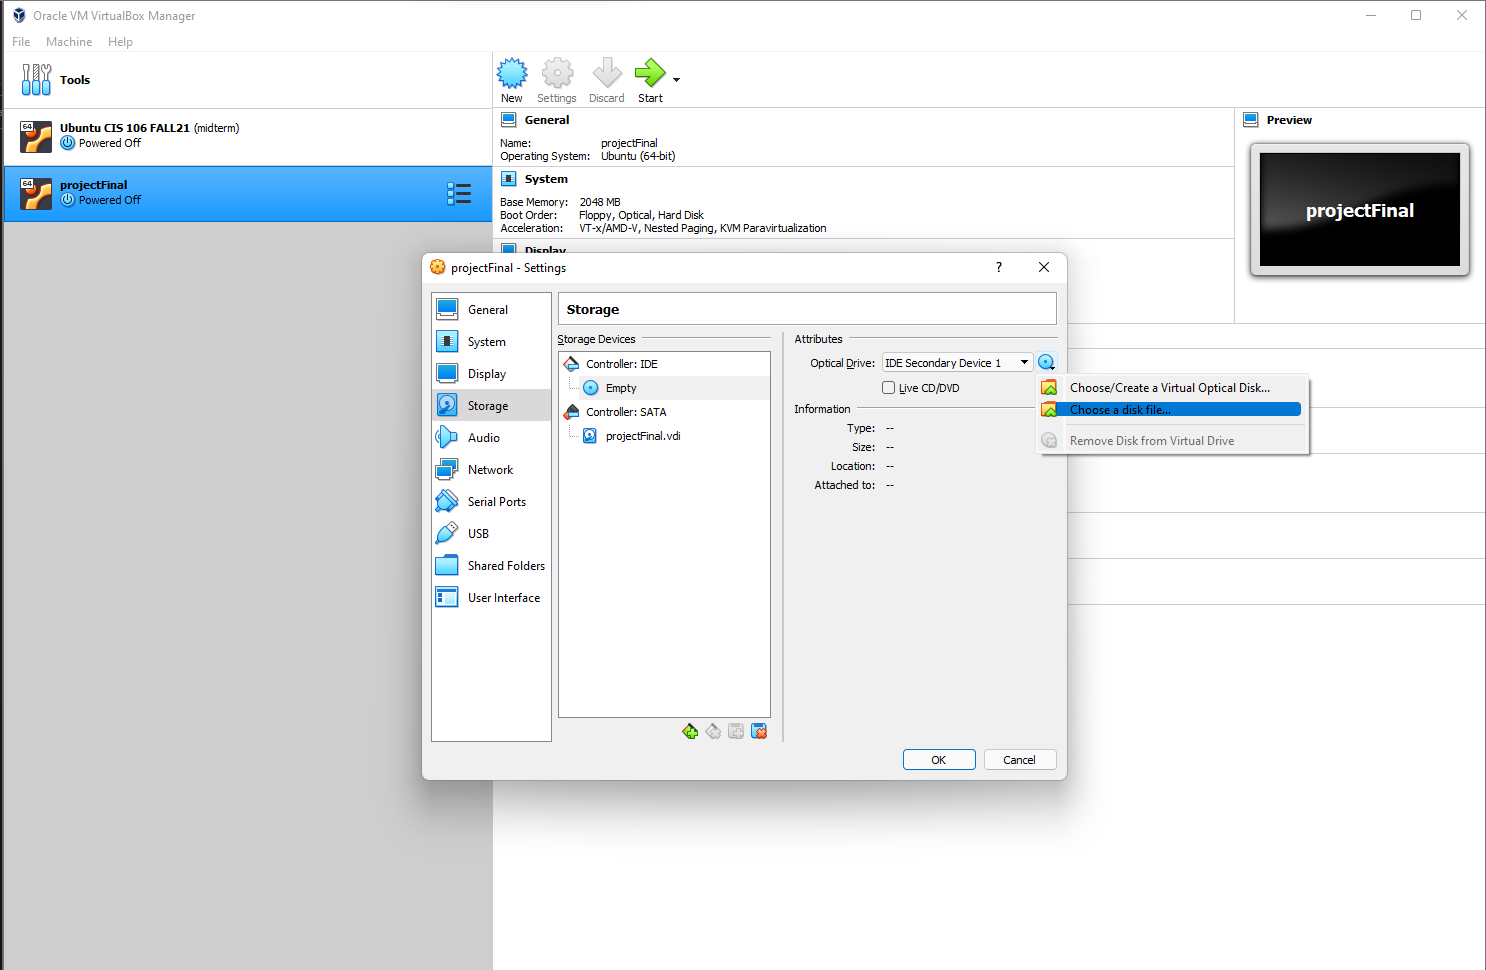 Oracle VM VirtualBox Manager
File Machine Help
Tools
New Settings Discard Start
64 Ubuntu CIS 106 FALL21 (midterm)
Powered Off
64 projectFinal
Powered Off
General
Name: projectFinal
Operating System: Ubuntu (64-bit)
System
Base Memory: 2048 MB
Boot Order: Floppy, Optical, Hard Disk
Acceleration: VT-x/AMD-V, Nested Paging, KVM Paravirtualization
Display
Preview
projectFinal
projectFinal - Settings ?
General
System
Display
Storage
Audio
Network
Serial Ports
USB
Shared Folders
User Interface
Storage
Storage Devices
Controller: IDE
Empty
Controller: SATA
projectFinal.vdi
Attributes
Optical Drive: IDE Secondary Device 1
Live CD/DVD
Information
Type: --
Size: --
Location: --
Attached to: --
Choose/Create a Virtual Optical Disk...
Choose a disk file...
Remove Disk from Virtual Drive
OK Cancel